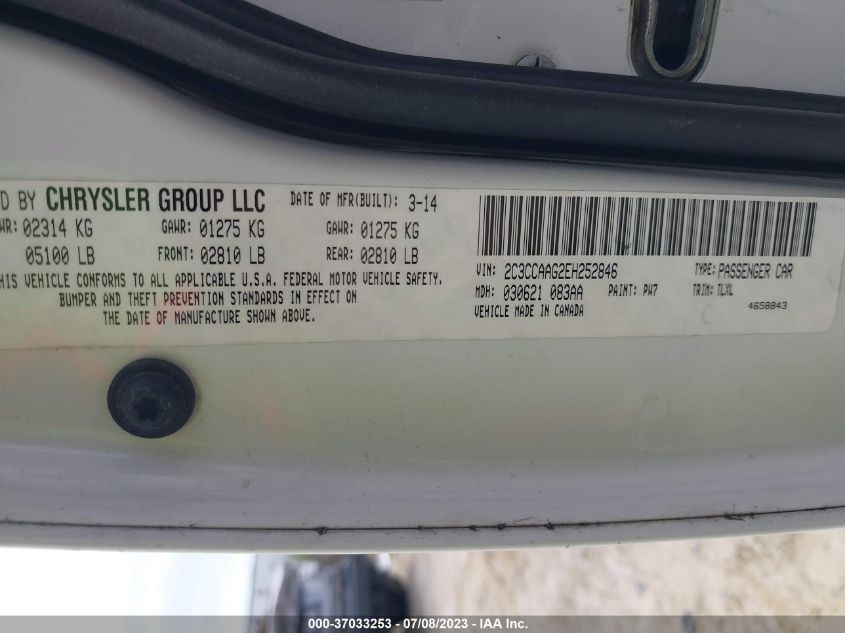 D BY CHRYSLER GROUP LLC DATE OF MFR(BUILT): 3-14
WR: 02314 KG GAWR: 01275 KG GAWR: 01275 KG
05100 LB FRONT: 02810 LB REAR: 02810 LB
HIS VEHICLE CONFORMS TO ALL APPLICABLE U.S.A. FEDERAL MOTOR VEHICLE SAFETY,
BUMPER AND THEFT PREVENTION STANDARDS IN EFFECT ON
THE DATE OF MANUFACTURE SHOWN ABOVE.
VIN: 2C3CCAAG2EH252846 TYPE: PASSENGER CAR
MDH: 030621 083AA PAINT: PW7 TRIM: TLXL
VEHICLE MADE IN CANADA 4658843
000-37033253 - 07/08/2023 - © IAA Inc.